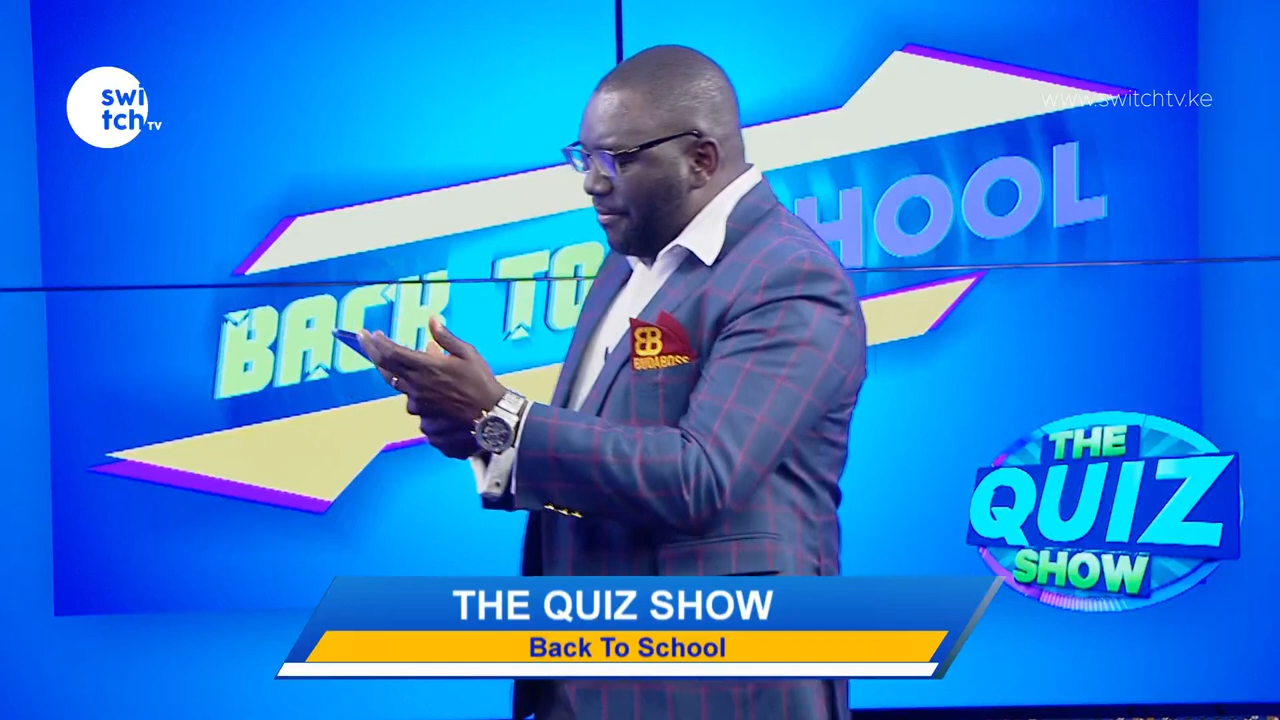 swi
tch TV
www.switchtv.ke
BACK TO HOOL
BB
BUDABOSS
THE
QUIZ
SHOW
THE QUIZ SHOW
Back To School